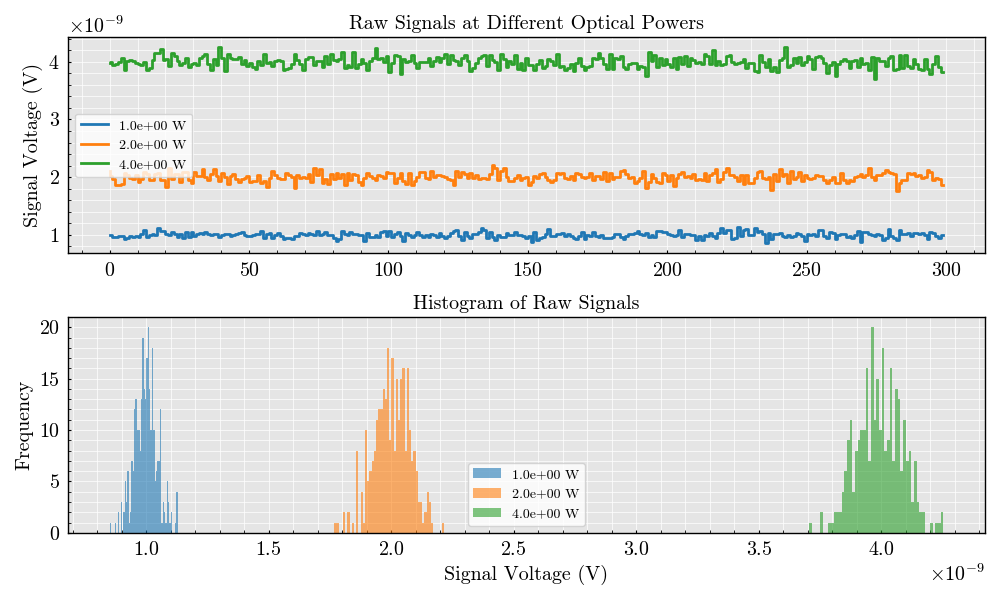 Raw Signals at Different Optical Powers
×10⁻⁹
Signal Voltage (V)
4
3
2
1
1.0e+00 W
2.0e+00 W
4.0e+00 W
0 50 100 150 200 250 300
Histogram of Raw Signals
Frequency
20
15
10
5
0
1.0e+00 W
2.0e+00 W
4.0e+00 W
1.0 1.5 2.0 2.5 3.0 3.5 4.0
Signal Voltage (V)
×10⁻⁹